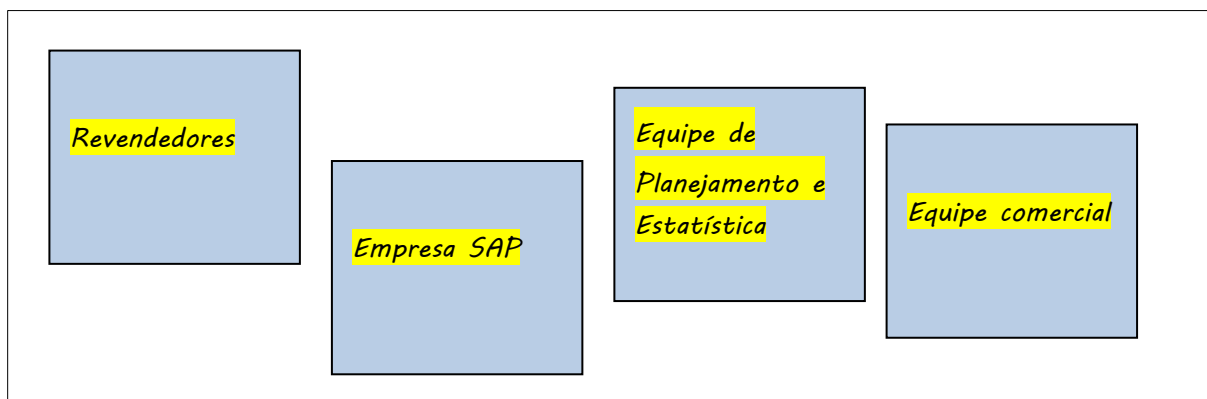 Revendedores
Empresa SAP
Equipe de
Planejamento e
Estatística
Equipe comercial